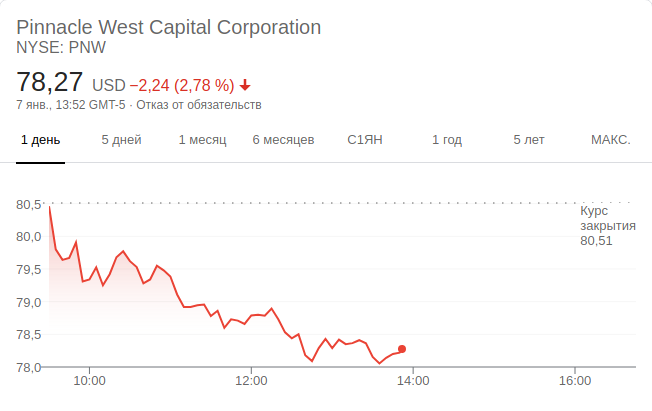 Pinnacle West Capital Corporation
NYSE: PNW
78,27 USD −2,24 (2,78 %)
7 янв., 13:52 GMT-5 · Отказ от обязательств
1 день 5 дней 1 месяц 6 месяцев С1ЯН 1 год 5 лет МАКС.
80,5
Курс
закрытия
80,51
80,0
79,5
79,0
78,5
78,0
10:00 12:00 14:00 16:00